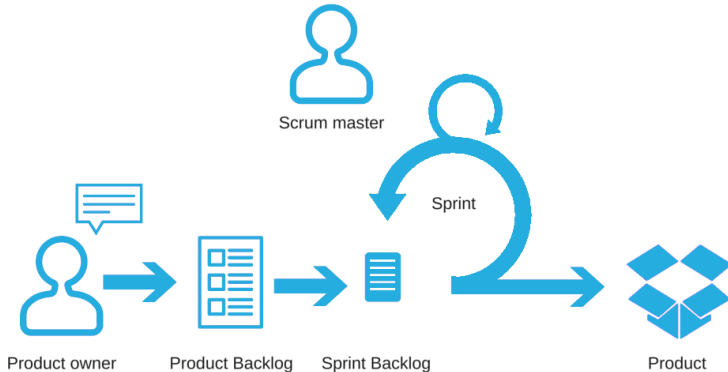 Scrum master
Sprint
Product owner
Product Backlog
Sprint Backlog
Product